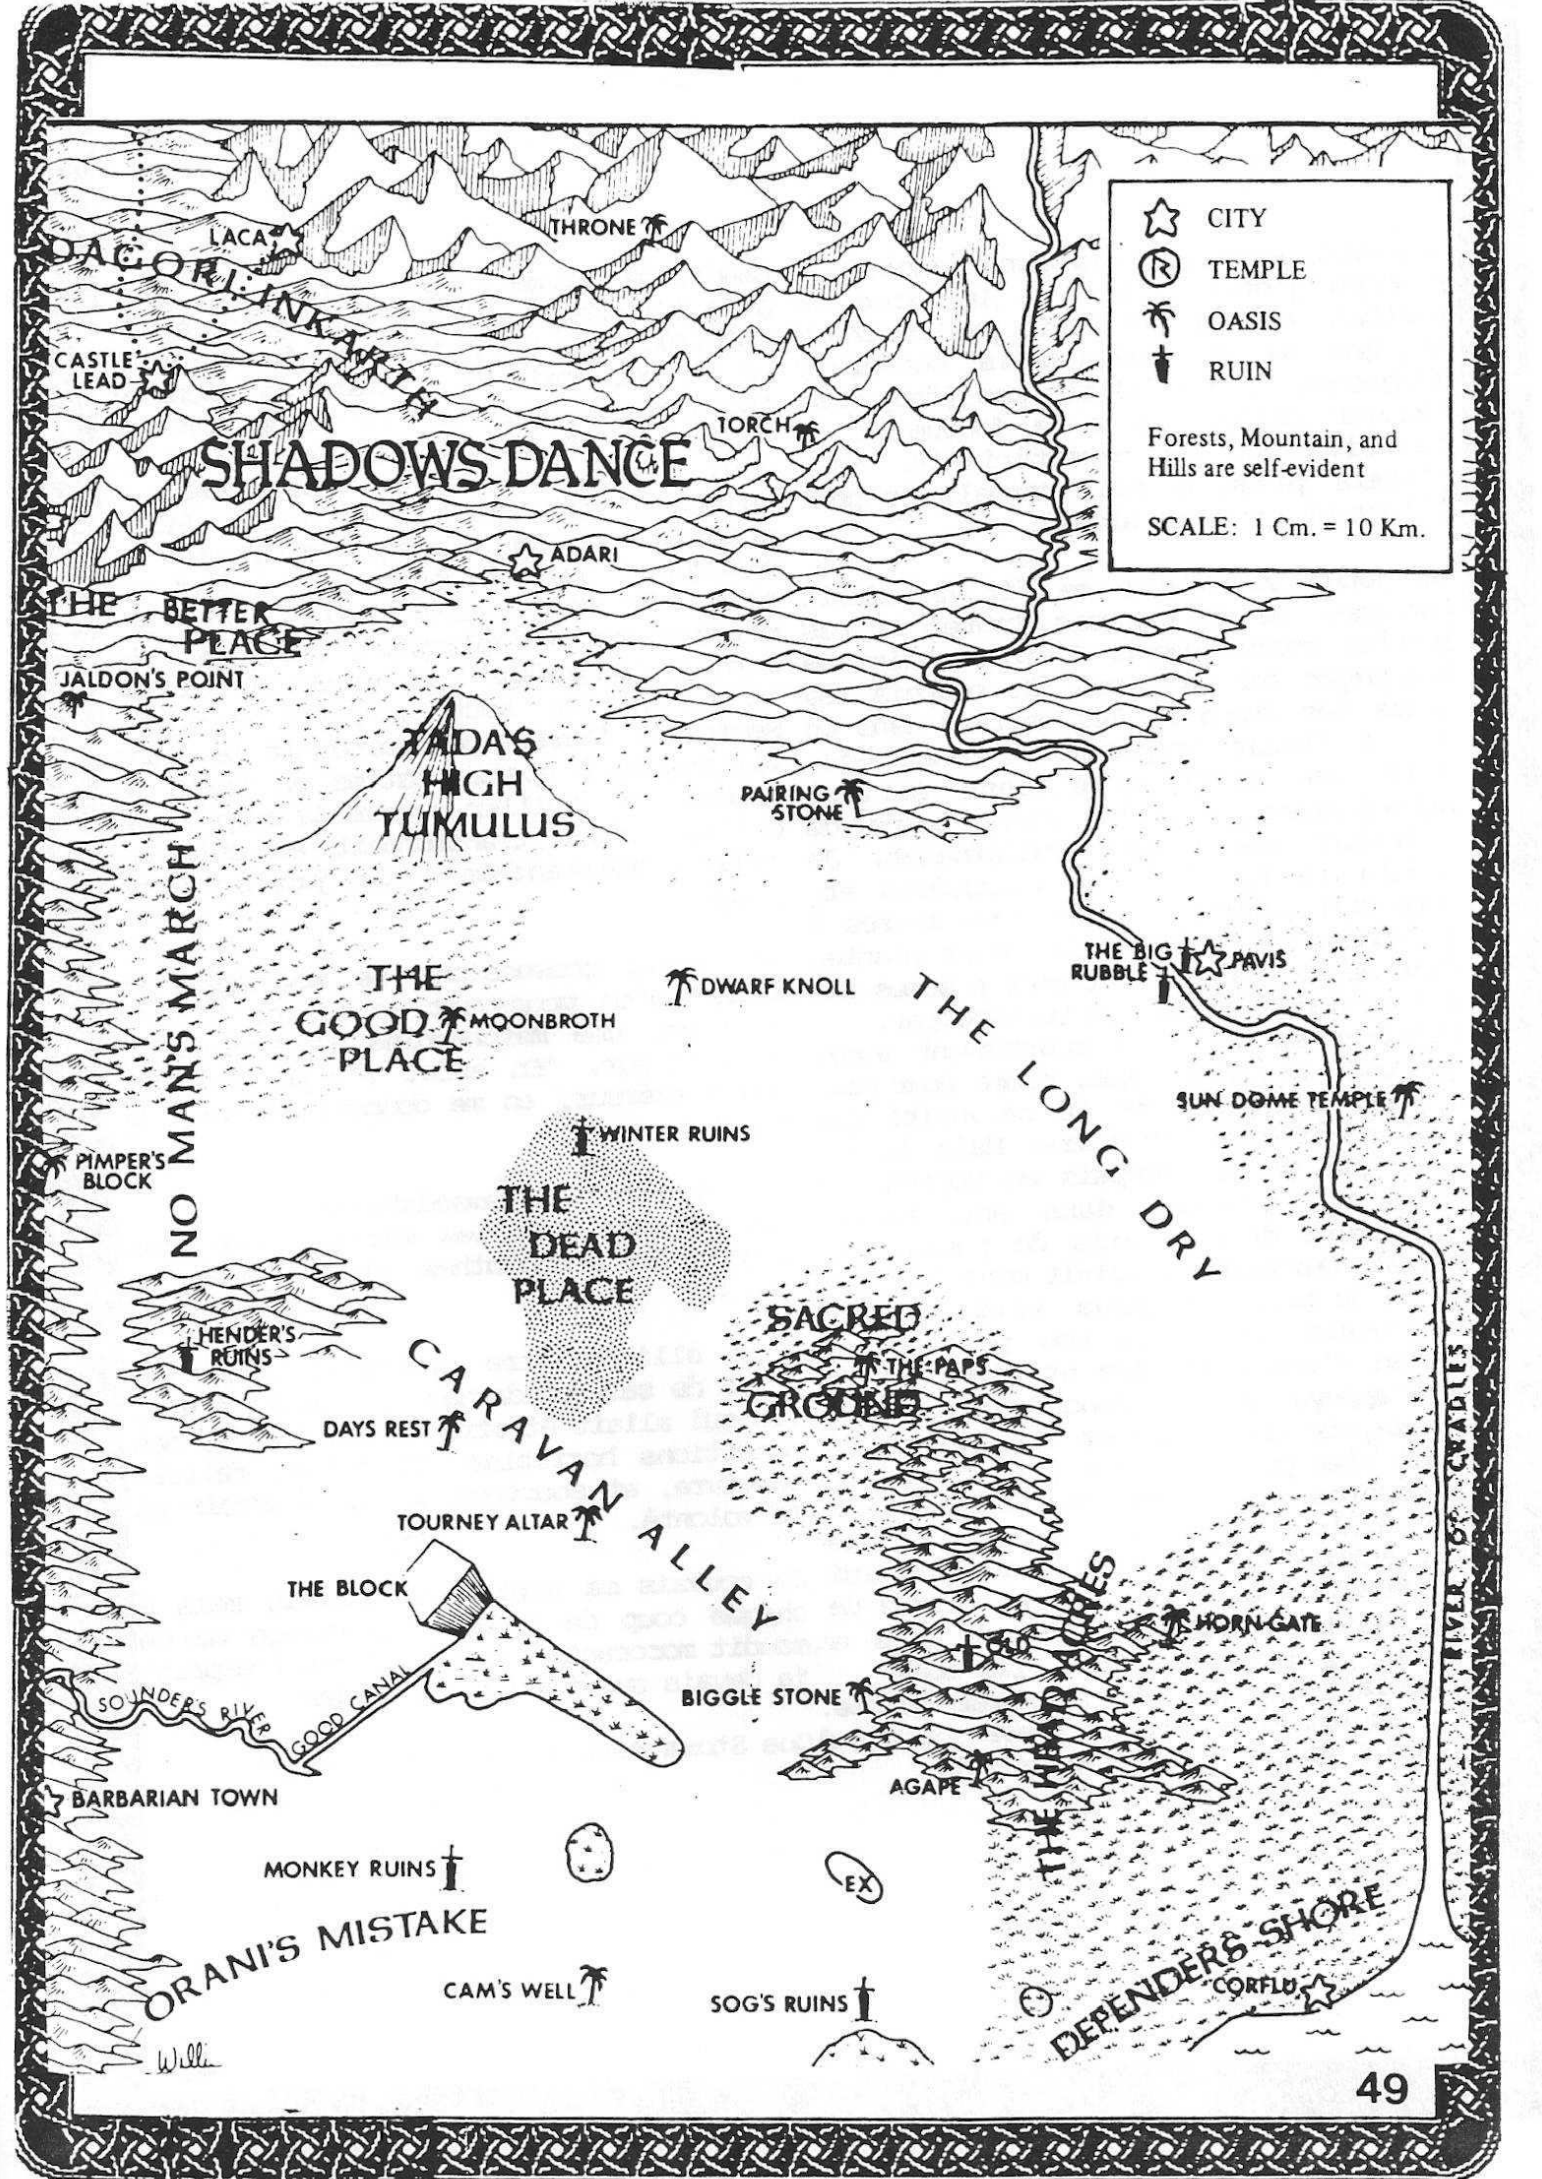 THRONE
LACA
DAGORI INKARTH
CASTLE
LEAD
TORCH
SHADOWS DANCE
ADARI
THE BETTER
PLACE
JALDON'S POINT
TADA'S
HIGH
TUMULUS
PAIRING
STONE
NO MAN'S MARCH
CITY
TEMPLE
OASIS
RUIN
Forests, Mountain, and
Hills are self-evident
SCALE: 1 Cm. = 10 Km.
THE BIG
RUBBLE
PAVIS
THE
GOOD
PLACE
MOONBROTH
DWARF KNOLL
THE LONG DRY
SUN DOME TEMPLE
WINTER RUINS
PIMPER'S
BLOCK
THE
DEAD
PLACE
SACRED
GROUND
THE PAPS
HENDER'S
RUINS
CARAVAN ALLEY
DAYS REST
TOURNEY ALTAR
THE BLOCK
RIVER OF CRADLES
HORN GATE
OLD
THE HEAD ACRES
BIGGLE STONE
SOUNDER'S RIVER
GOOD CANAL
AGAPE
BARBARIAN TOWN
MONKEY RUINS
EX
ORANI'S MISTAKE
CAM'S WELL
SOG'S RUINS
DEPENDERS SHORE
CORFLU
49